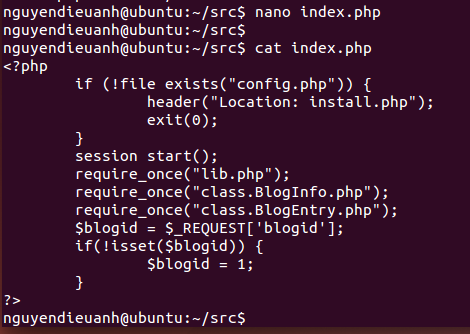 nguyendieuanh@ubuntu:~/src$ nano index.php
nguyendieuanh@ubuntu:~/src$
nguyendieuanh@ubuntu:~/src$ cat index.php
<?php
        if (!file exists("config.php")) {
                header("Location: install.php");
                exit(0);
        }
        session start();
        require_once("lib.php");
        require_once("class.BlogInfo.php");
        require_once("class.BlogEntry.php");
        $blogid = $_REQUEST['blogid'];
        if(!isset($blogid)) {
                $blogid = 1;
        }
?>
nguyendieuanh@ubuntu:~/src$